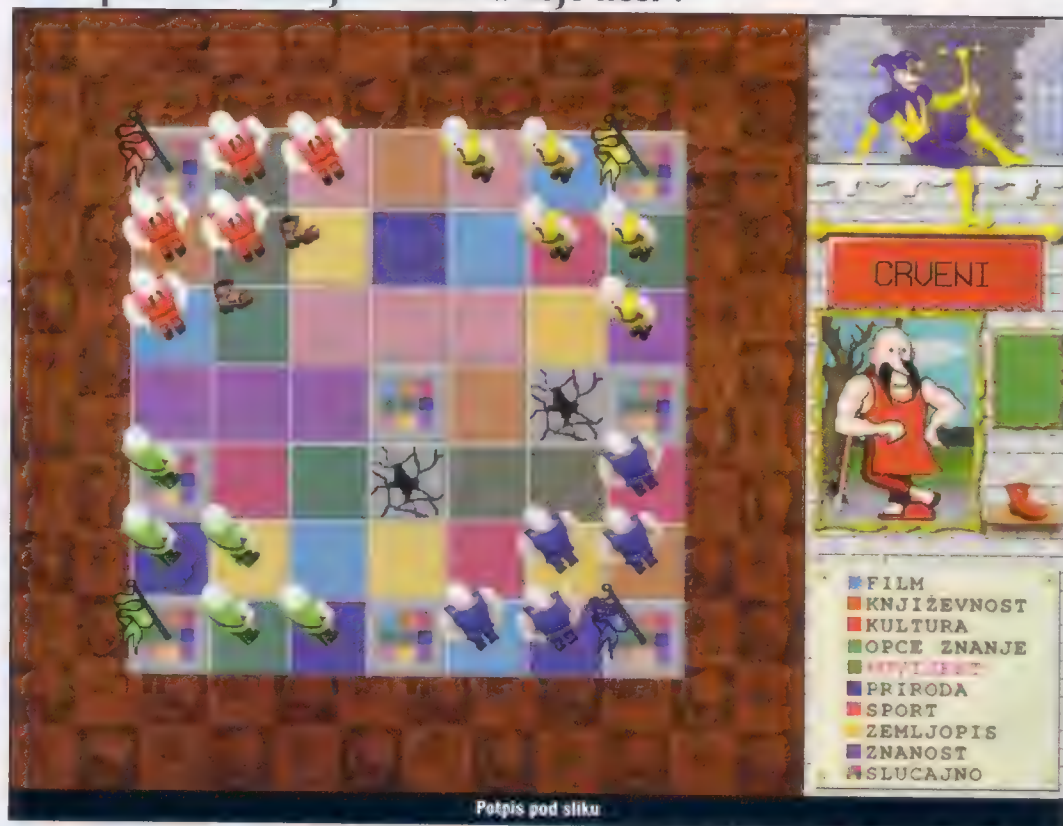 CRVENI
FILM
KNJIŽEVNOST
KULTURA
OPCE ZNANJE
PRIRODA
SPORT
ZEMLJOPIS
ZNANOST
SLUCAJNO
Potpis pod sliku